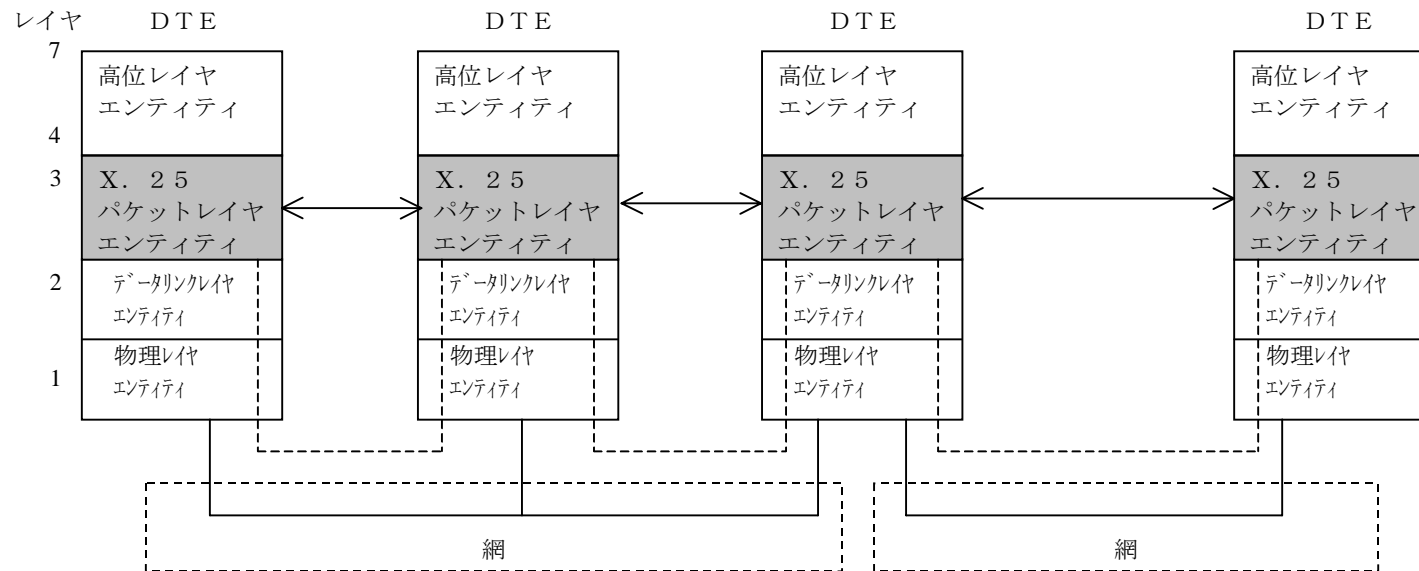 レイヤ ＤＴＥ ＤＴＥ ＤＴＥ ＤＴＥ
7
高位レイヤ 高位レイヤ 高位レイヤ 高位レイヤ
エンティティ エンティティ エンティティ エンティティ
4
3 Ｘ．２５ Ｘ．２５ Ｘ．２５ Ｘ．２５
パケットレイヤ パケットレイヤ パケットレイヤ パケットレイヤ
エンティティ エンティティ エンティティ エンティティ
2 ﾃﾞｰﾀﾘﾝｸﾚｲﾔ ﾃﾞｰﾀﾘﾝｸﾚｲﾔ ﾃﾞｰﾀﾘﾝｸﾚｲﾔ ﾃﾞｰﾀﾘﾝｸﾚｲﾔ
ｴﾝﾃｨﾃｨ ｴﾝﾃｨﾃｨ ｴﾝﾃｨﾃｨ ｴﾝﾃｨﾃｨ
物理ﾚｲﾔ 物理ﾚｲﾔ 物理ﾚｲﾔ 物理ﾚｲﾔ
1 ｴﾝﾃｨﾃｨ ｴﾝﾃｨﾃｨ ｴﾝﾃｨﾃｨ ｴﾝﾃｨﾃｨ
網 網